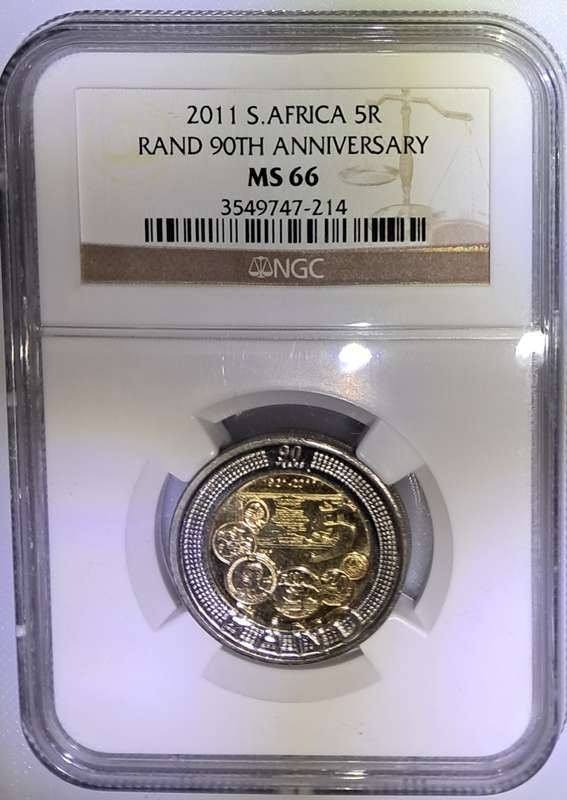 2011 S.AFRICA 5R
RAND 90TH ANNIVERSARY
MS 66
3549747-214
NGC
90